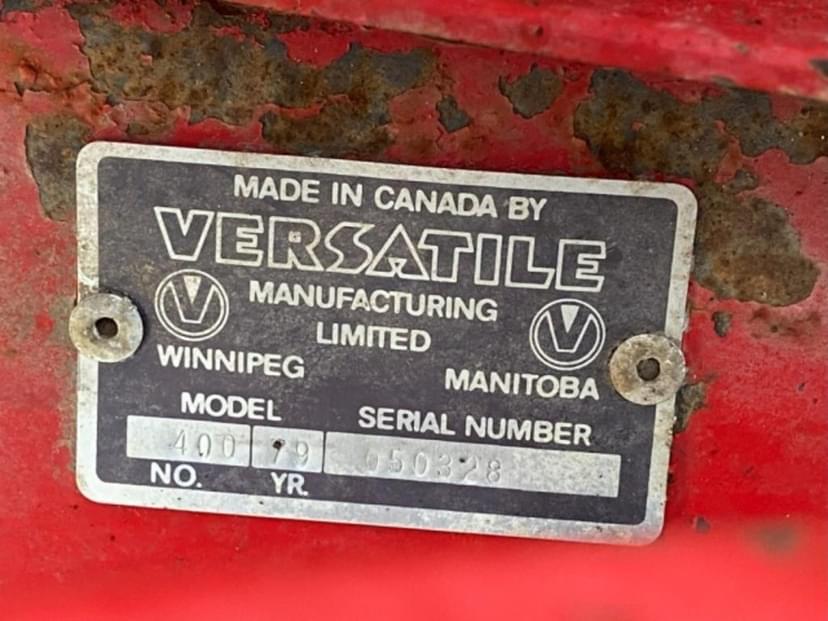 MADE IN CANADA BY
VERSATILE
MANUFACTURING
LIMITED
WINNIPEG
MANITOBA
MODEL
SERIAL NUMBER
400 79 050328
NO. YR.